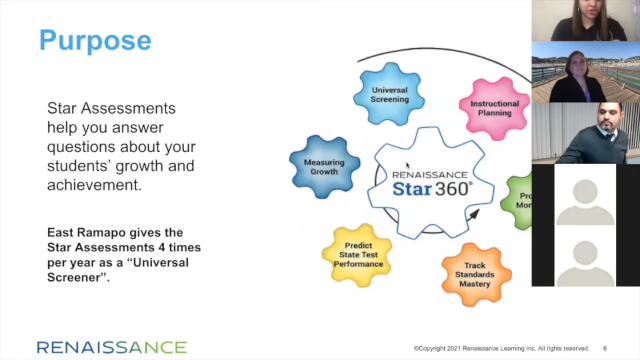 Purpose
Star Assessments
help you answer
questions about your
students' growth and
achievement.
East Ramapo gives the
Star Assessments 4 times
per year as a “Universal
Screener”.
Universal
Screening
Instructional
Planning
Measuring
Growth
RENAISSANCE
Star 360®
Predict
State Test
Performance
Track
Standards
Mastery
RENAISSANCE
©Copyright 2021 Renaissance Learning Inc. All rights reserved.
6